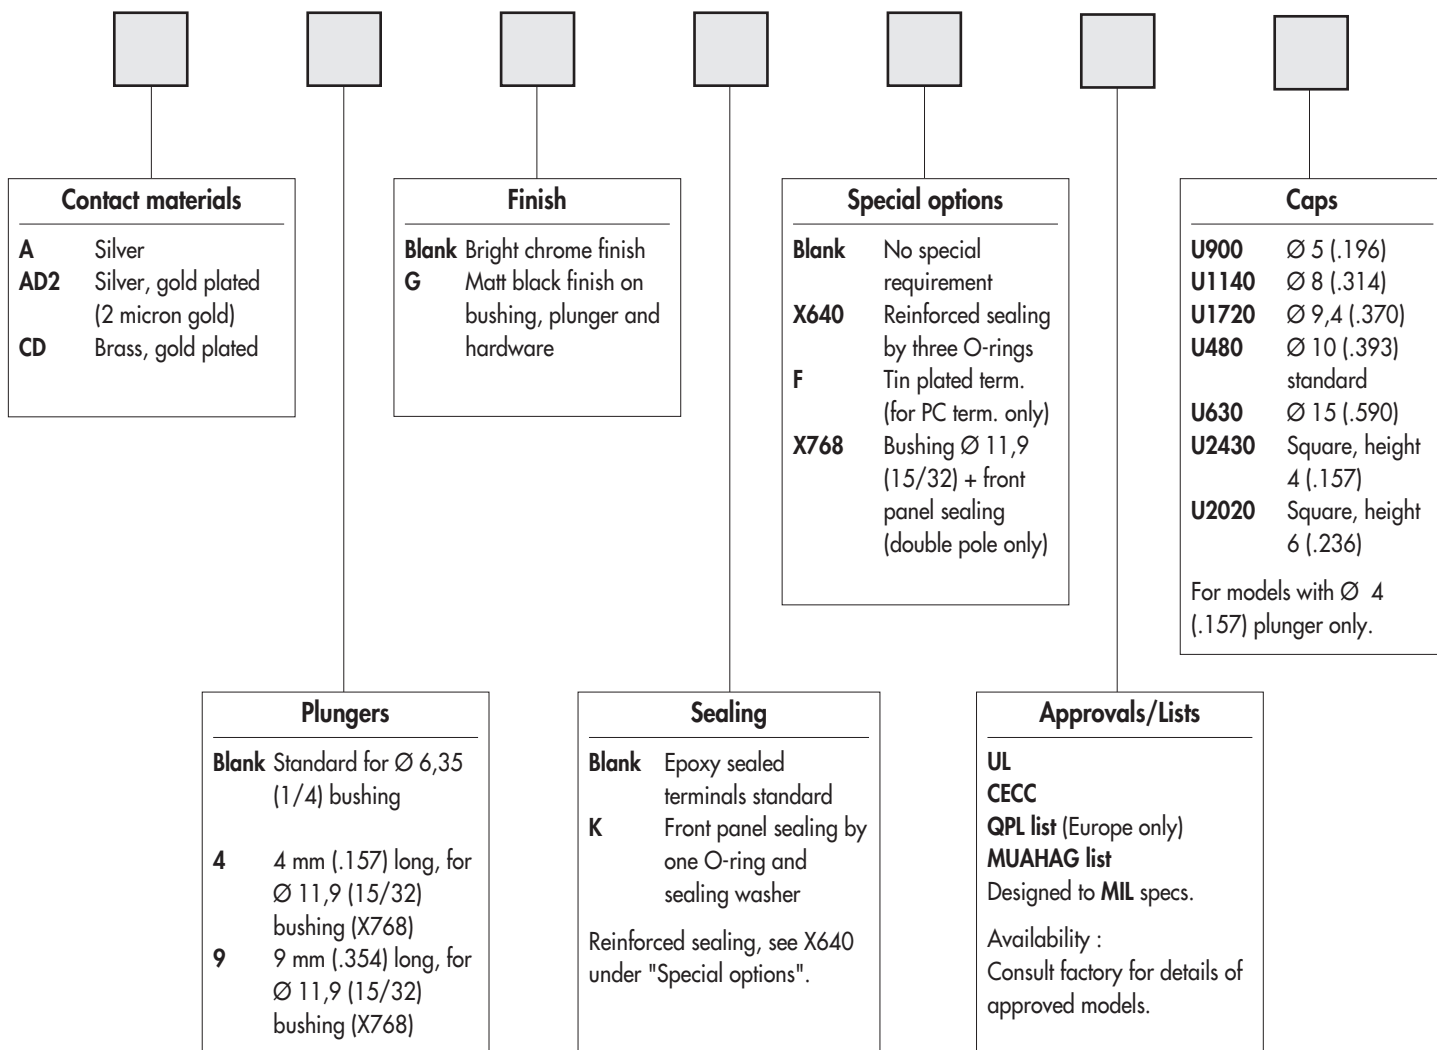 Contact materials
A Silver
AD2 Silver, gold plated
(2 micron gold)
CD Brass, gold plated
Finish
Blank Bright chrome finish
G Matt black finish on
bushing, plunger and
hardware
Special options
Blank No special
requirement
X640 Reinforced sealing
by three O-rings
F Tin plated term.
(for PC term. only)
X768 Bushing Ø 11,9
(15/32) + front
panel sealing
(double pole only)
Caps
U900 Ø 5 (.196)
U1140 Ø 8 (.314)
U1720 Ø 9,4 (.370)
U480 Ø 10 (.393)
standard
U630 Ø 15 (.590)
U2430 Square, height
4 (.157)
U2020 Square, height
6 (.236)
For models with Ø 4
(.157) plunger only.
Plungers
Blank Standard for Ø 6,35
(1/4) bushing
4 4 mm (.157) long, for
Ø 11,9 (15/32)
bushing (X768)
9 9 mm (.354) long, for
Ø 11,9 (15/32)
bushing (X768)
Sealing
Blank Epoxy sealed
terminals standard
K Front panel sealing by
one O-ring and
sealing washer
Reinforced sealing, see X640
under "Special options".
Approvals/Lists
UL
CECC
QPL list (Europe only)
MUAHAG list
Designed to MIL specs.
Availability :
Consult factory for details of
approved models.